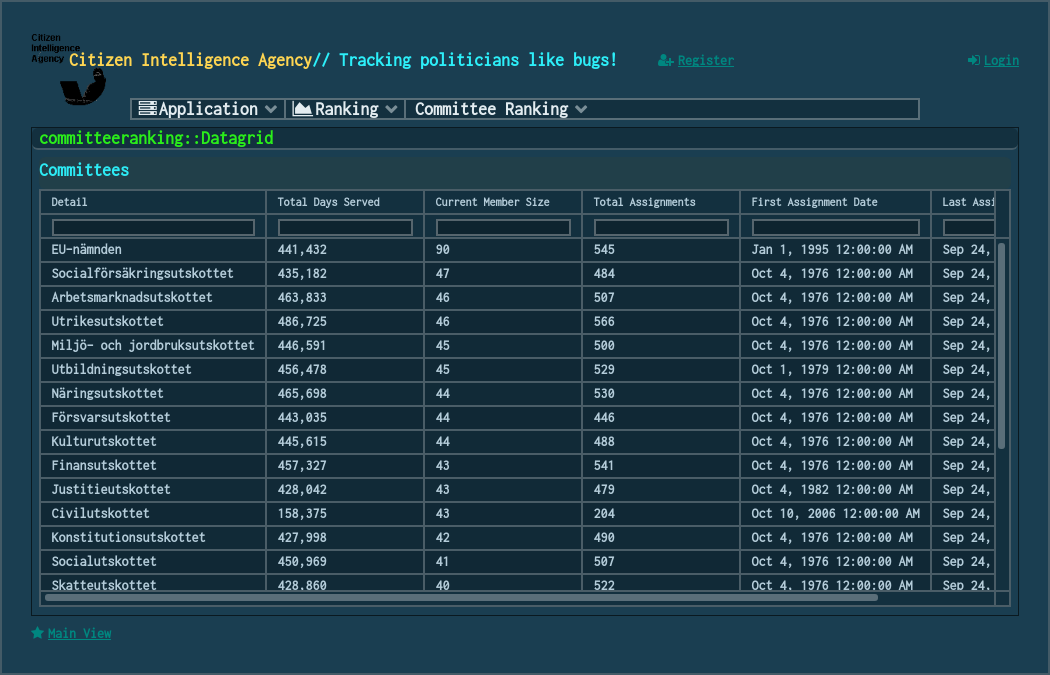 Citizen
Intelligence
Agency
Citizen Intelligence Agency// Tracking politicians like bugs!
Register
Login
Application
Ranking
Committee Ranking
committeeranking::Datagrid
Committees
Detail Total Days Served Current Member Size Total Assignments First Assignment Date Last Assi
EU-nämnden 441,432 90 545 Jan 1, 1995 12:00:00 AM Sep 24,
Socialförsäkringsutskottet 435,182 47 484 Oct 4, 1976 12:00:00 AM Sep 24,
Arbetsmarknadsutskottet 463,833 46 507 Oct 4, 1976 12:00:00 AM Sep 24,
Utrikesutskottet 486,725 46 566 Oct 4, 1976 12:00:00 AM Sep 24,
Miljö- och jordbruksutskottet 446,591 45 500 Oct 4, 1976 12:00:00 AM Sep 24,
Utbildningsutskottet 456,478 45 529 Oct 1, 1979 12:00:00 AM Sep 24,
Näringsutskottet 465,698 44 530 Oct 4, 1976 12:00:00 AM Sep 24,
Försvarsutskottet 443,035 44 446 Oct 4, 1976 12:00:00 AM Sep 24,
Kulturutskottet 445,615 44 488 Oct 4, 1976 12:00:00 AM Sep 24,
Finansutskottet 457,327 43 541 Oct 4, 1976 12:00:00 AM Sep 24,
Justitieutskottet 428,042 43 479 Oct 4, 1982 12:00:00 AM Sep 24,
Civilutskottet 158,375 43 204 Oct 10, 2006 12:00:00 AM Sep 24,
Konstitutionsutskottet 427,998 42 490 Oct 4, 1976 12:00:00 AM Sep 24,
Socialutskottet 450,969 41 507 Oct 4, 1976 12:00:00 AM Sep 24,
Skatteutskottet 428,860 40 522 Oct 4, 1976 12:00:00 AM Sep 24,
Main View